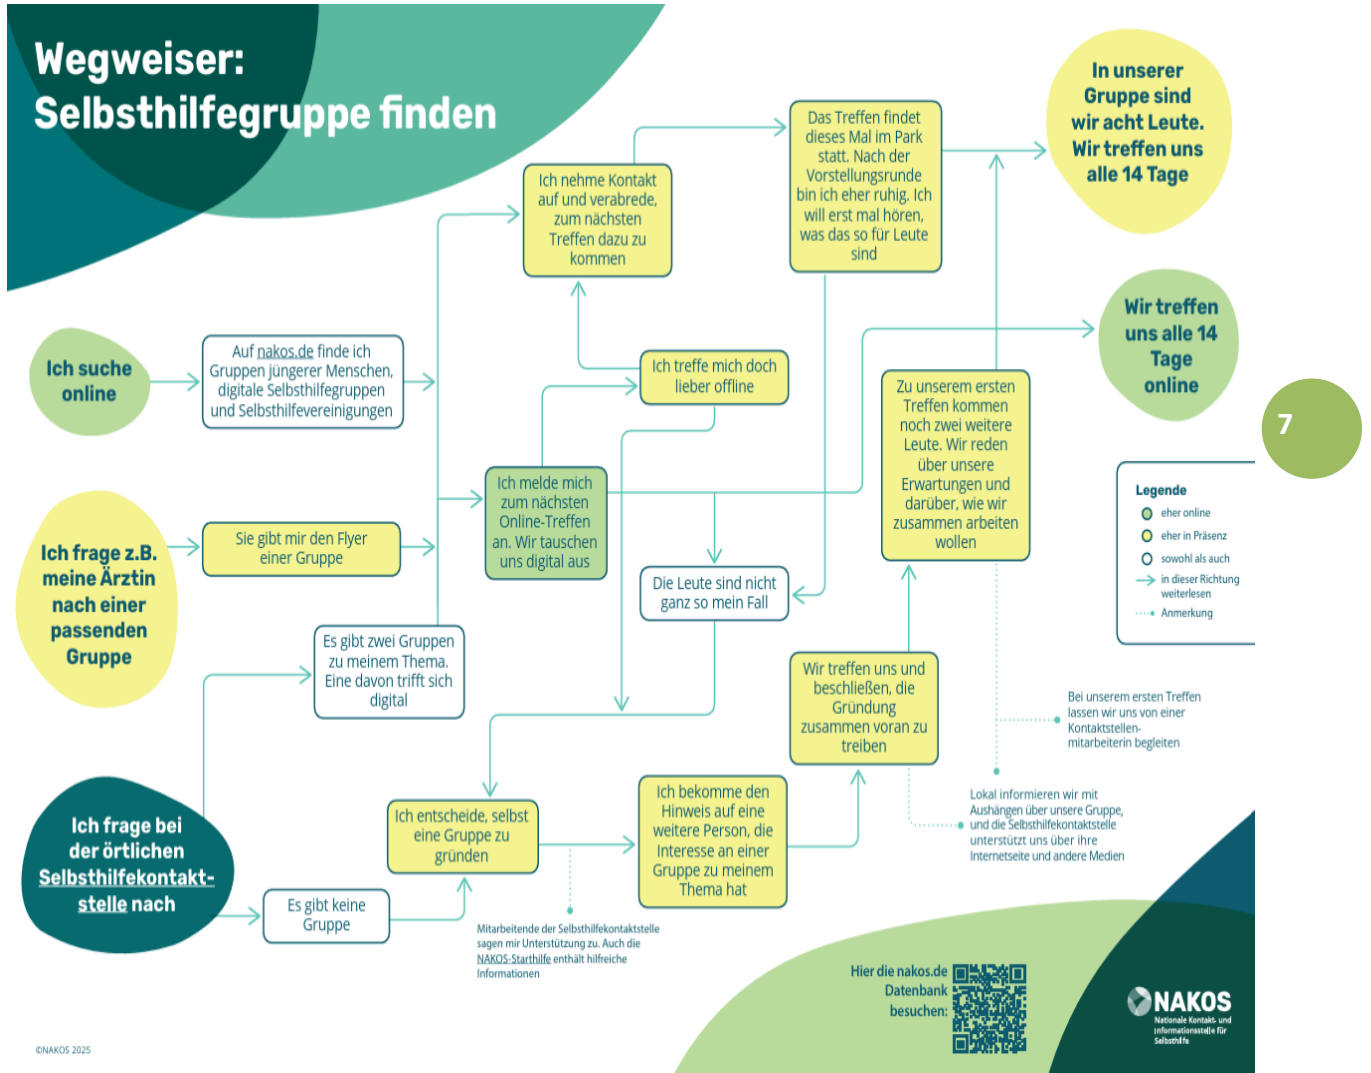 Wegweiser:
Selbsthilfegruppe finden
Ich suche
online
Auf nakos.de finde ich
Gruppen jüngerer Menschen,
digitale Selbsthilfegruppen
und Selbsthilfevereinigungen
Ich frage z.B.
meine Ärztin
nach einer
passenden
Gruppe
Sie gibt mir den Flyer
einer Gruppe
Ich frage bei
der örtlichen
Selbsthilfekontakt-
stelle nach
Es gibt zwei Gruppen
zu meinem Thema.
Eine davon trifft sich
digital
Es gibt keine
Gruppe
Ich nehme Kontakt
auf und verabrede,
zum nächsten
Treffen dazu zu
kommen
Ich treffe mich doch
lieber offline
Ich melde mich
zum nächsten
Online-Treffen
an. Wir tauschen
uns digital aus
Die Leute sind nicht
ganz so mein Fall
Ich entscheide, selbst
eine Gruppe zu
gründen
Mitarbeitende der Selbsthilfekontaktstelle
sagen mir Unterstützung zu. Auch die
NAKOS-Starthilfe enthält hilfreiche
Informationen
Ich bekomme den
Hinweis auf eine
weitere Person, die
Interesse an einer
Gruppe zu meinem
Thema hat
Wir treffen uns und
beschließen, die
Gründung
zusammen voran zu
treiben
Das Treffen findet
dieses Mal im Park
statt. Nach der
Vorstellungsrunde
bin ich eher ruhig. Ich
will erst mal hören,
was das so für Leute
sind
Zu unserem ersten
Treffen kommen
noch zwei weitere
Leute. Wir reden
über unsere
Erwartungen und
darüber, wie wir
zusammen arbeiten
wollen
In unserer
Gruppe sind
wir acht Leute.
Wir treffen uns
alle 14 Tage
Wir treffen
uns alle 14
Tage
online
7
Legende
eher online
eher in Präsenz
sowohl als auch
in dieser Richtung
weiterlesen
Anmerkung
Bei unserem ersten Treffen
lassen wir uns von einer
Kontaktstellen-
mitarbeiterin begleiten
Lokal informieren wir mit
Aushängen über unsere Gruppe,
und die Selbsthilfekontaktstelle
unterstützt uns über ihre
Internetseite und andere Medien
Hier die nakos.de
Datenbank
besuchen:
NAKOS
Nationale Kontakt- und
Informationsstelle für
Selbsthilfe
©NAKOS 2025